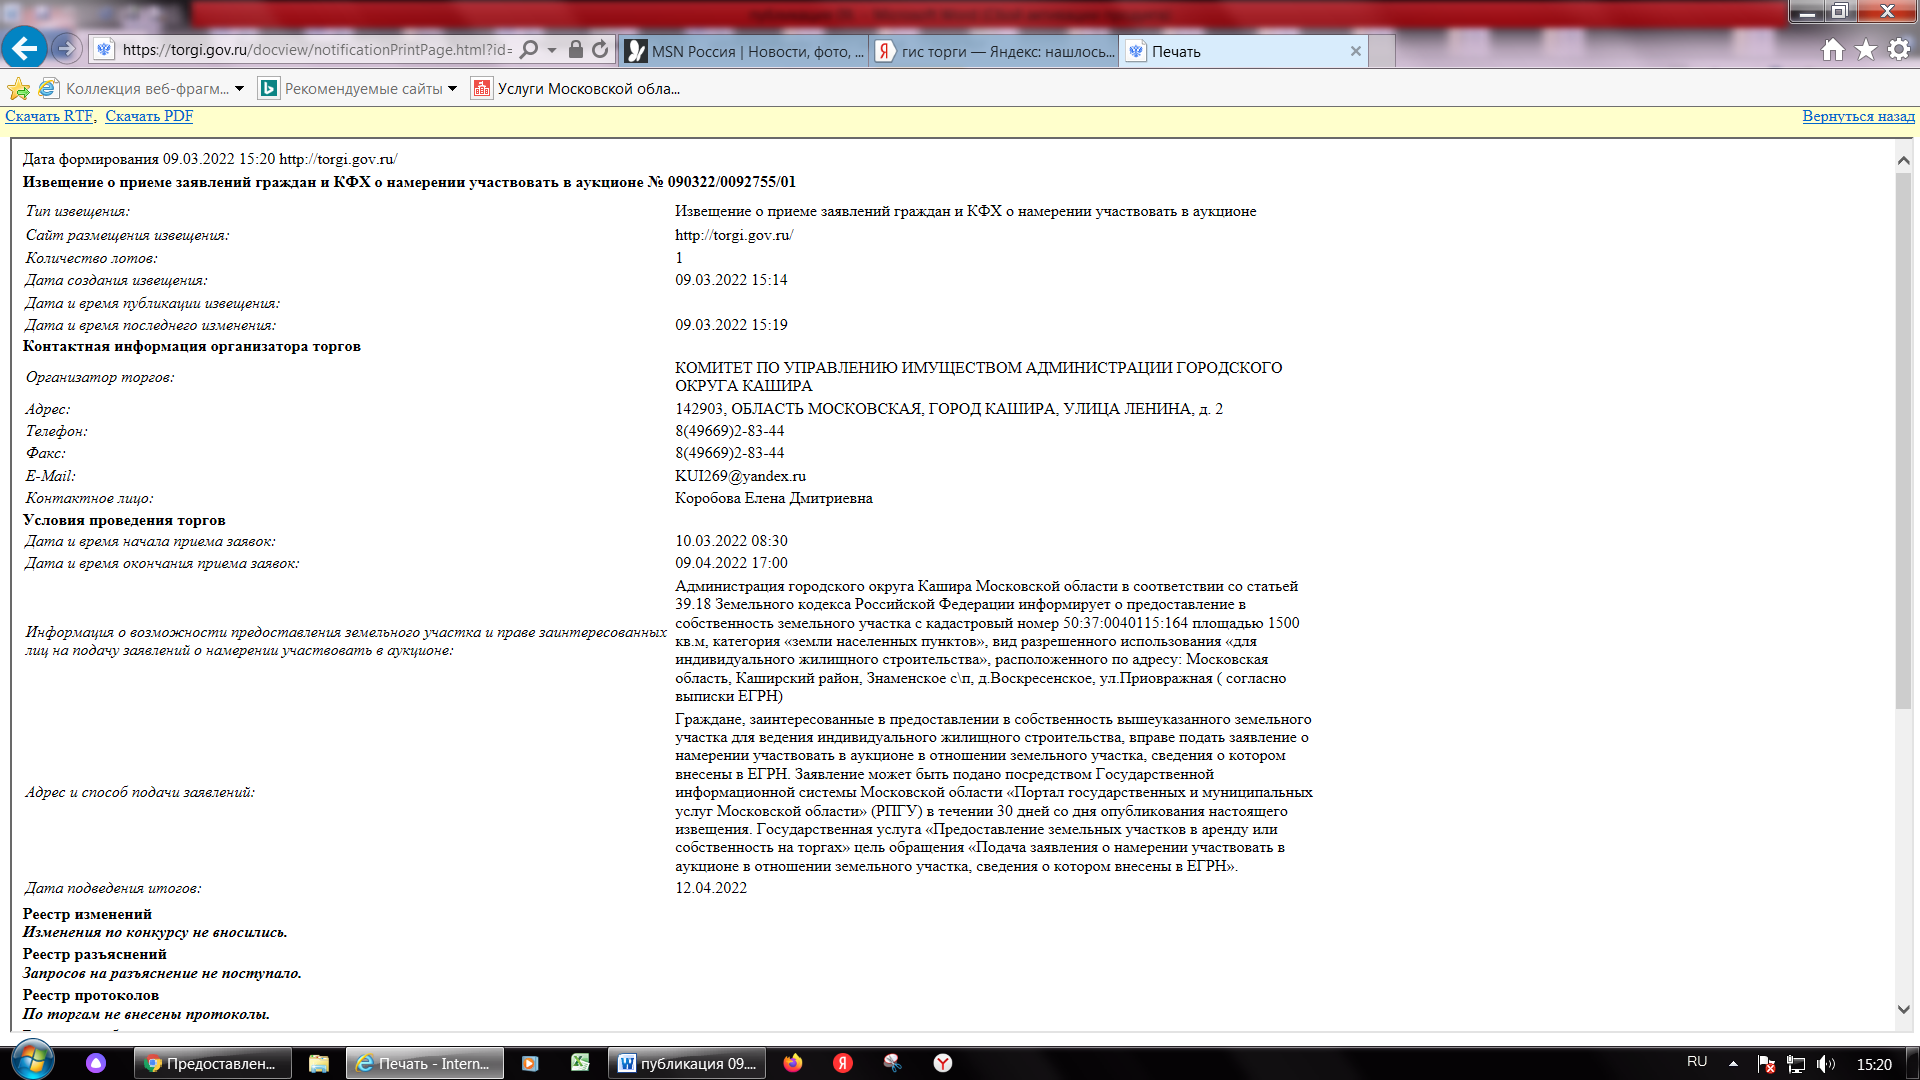 https://torgi.gov.ru/docview/notificationPrintPage.html?id=
MSN Россия | Новости, фото, ...
гис торги — Яндекс: нашлось...
Печать
Коллекция веб-фрагм...
Рекомендуемые сайты
Услуги Московской обла...
Скачать RTF, Скачать PDF
Вернуться назад
Дата формирования 09.03.2022 15:20 http://torgi.gov.ru/
Извещение о приеме заявлений граждан и КФХ о намерении участвовать в аукционе № 090322/0092755/01
Тип извещения: Извещение о приеме заявлений граждан и КФХ о намерении участвовать в аукционе
Сайт размещения извещения: http://torgi.gov.ru/
Количество лотов: 1
Дата создания извещения: 09.03.2022 15:14
Дата и время публикации извещения:
Дата и время последнего изменения: 09.03.2022 15:19
Контактная информация организатора торгов
Организатор торгов:
КОМИТЕТ ПО УПРАВЛЕНИЮ ИМУЩЕСТВОМ АДМИНИСТРАЦИИ ГОРОДСКОГО
ОКРУГА КАШИРА
Адрес: 142903, ОБЛАСТЬ МОСКОВСКАЯ, ГОРОД КАШИРА, УЛИЦА ЛЕНИНА, д. 2
Телефон: 8(49669)2-83-44
Факс: 8(49669)2-83-44
E-Mail: KUI269@yandex.ru
Контактное лицо: Коробова Елена Дмитриевна
Условия проведения торгов
Дата и время начала приема заявок: 10.03.2022 08:30
Дата и время окончания приема заявок: 09.04.2022 17:00
Информация о возможности предоставления земельного участка и праве заинтересованных
лиц на подачу заявлений о намерении участвовать в аукционе:
Администрация городского округа Кашира Московской области в соответствии со статьей
39.18 Земельного кодекса Российской Федерации информирует о предоставление в
собственность земельного участка с кадастровый номер 50:37:0040115:164 площадью 1500
кв.м, категория «земли населенных пунктов», вид разрешенного использования «для
индивидуального жилищного строительства», расположенного по адресу: Московская
область, Каширский район, Знаменское с\п, д.Воскресенское, ул.Приовражная ( согласно
выписки ЕГРН)
Адрес и способ подачи заявлений:
Граждане, заинтересованные в предоставлении в собственность вышеуказанного земельного
участка для ведения индивидуального жилищного строительства, вправе подать заявление о
намерении участвовать в аукционе в отношении земельного участка, сведения о котором
внесены в ЕГРН. Заявление может быть подано посредством Государственной
информационной системы Московской области «Портал государственных и муниципальных
услуг Московской области» (РПГУ) в течении 30 дней со дня опубликования настоящего
извещения. Государственная услуга «Предоставление земельных участков в аренду или
собственность на торгах» цель обращения «Подача заявления о намерении участвовать в
аукционе в отношении земельного участка, сведения о котором внесены в ЕГРН».
Дата подведения итогов: 12.04.2022
Реестр изменений
Изменения по конкурсу не вносились.
Реестр разъяснений
Запросов на разъяснение не поступало.
Реестр протоколов
По торгам не внесены протоколы.
Предоставлен...
Печать - Intern...
публикация 09....
RU
15:20